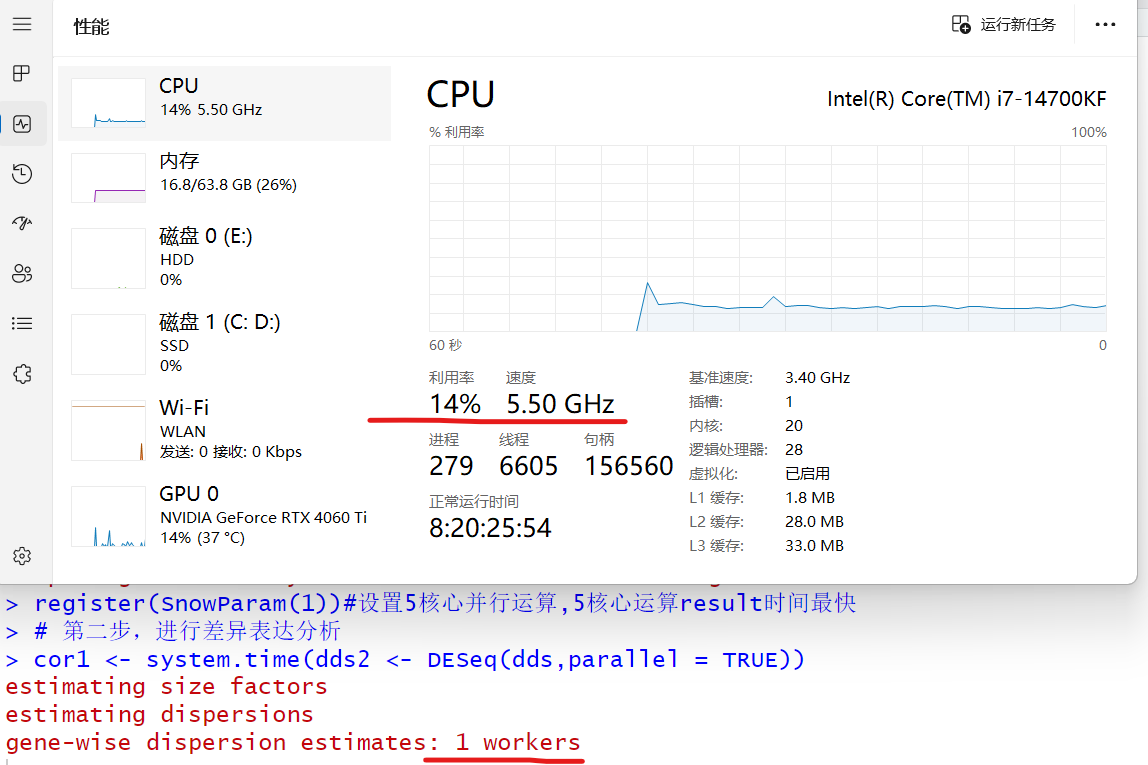 性能
运行新任务
CPU
14% 5.50 GHz
内存
16.8/63.8 GB (26%)
磁盘 0 (E:)
HDD
0%
磁盘 1 (C: D:)
SSD
0%
Wi-Fi
WLAN
发送: 0 接收: 0 Kbps
GPU 0
NVIDIA GeForce RTX 4060 Ti
14% (37 °C)
CPU
Intel(R) Core(TM) i7-14700KF
% 利用率
100%
60 秒
0
利用率 速度
14% 5.50 GHz
进程 线程 句柄
279 6605 156560
正常运行时间
8:20:25:54
基准速度: 3.40 GHz
插槽: 1
内核: 20
逻辑处理器: 28
虚拟化: 已启用
L1 缓存: 1.8 MB
L2 缓存: 28.0 MB
L3 缓存: 33.0 MB
> register(SnowParam(1))#设置5核心并行运算,5核心运算result时间最快
> # 第二步，进行差异表达分析
> cor1 <- system.time(dds2 <- DESeq(dds,parallel = TRUE))
estimating size factors
estimating dispersions
gene-wise dispersion estimates: 1 workers